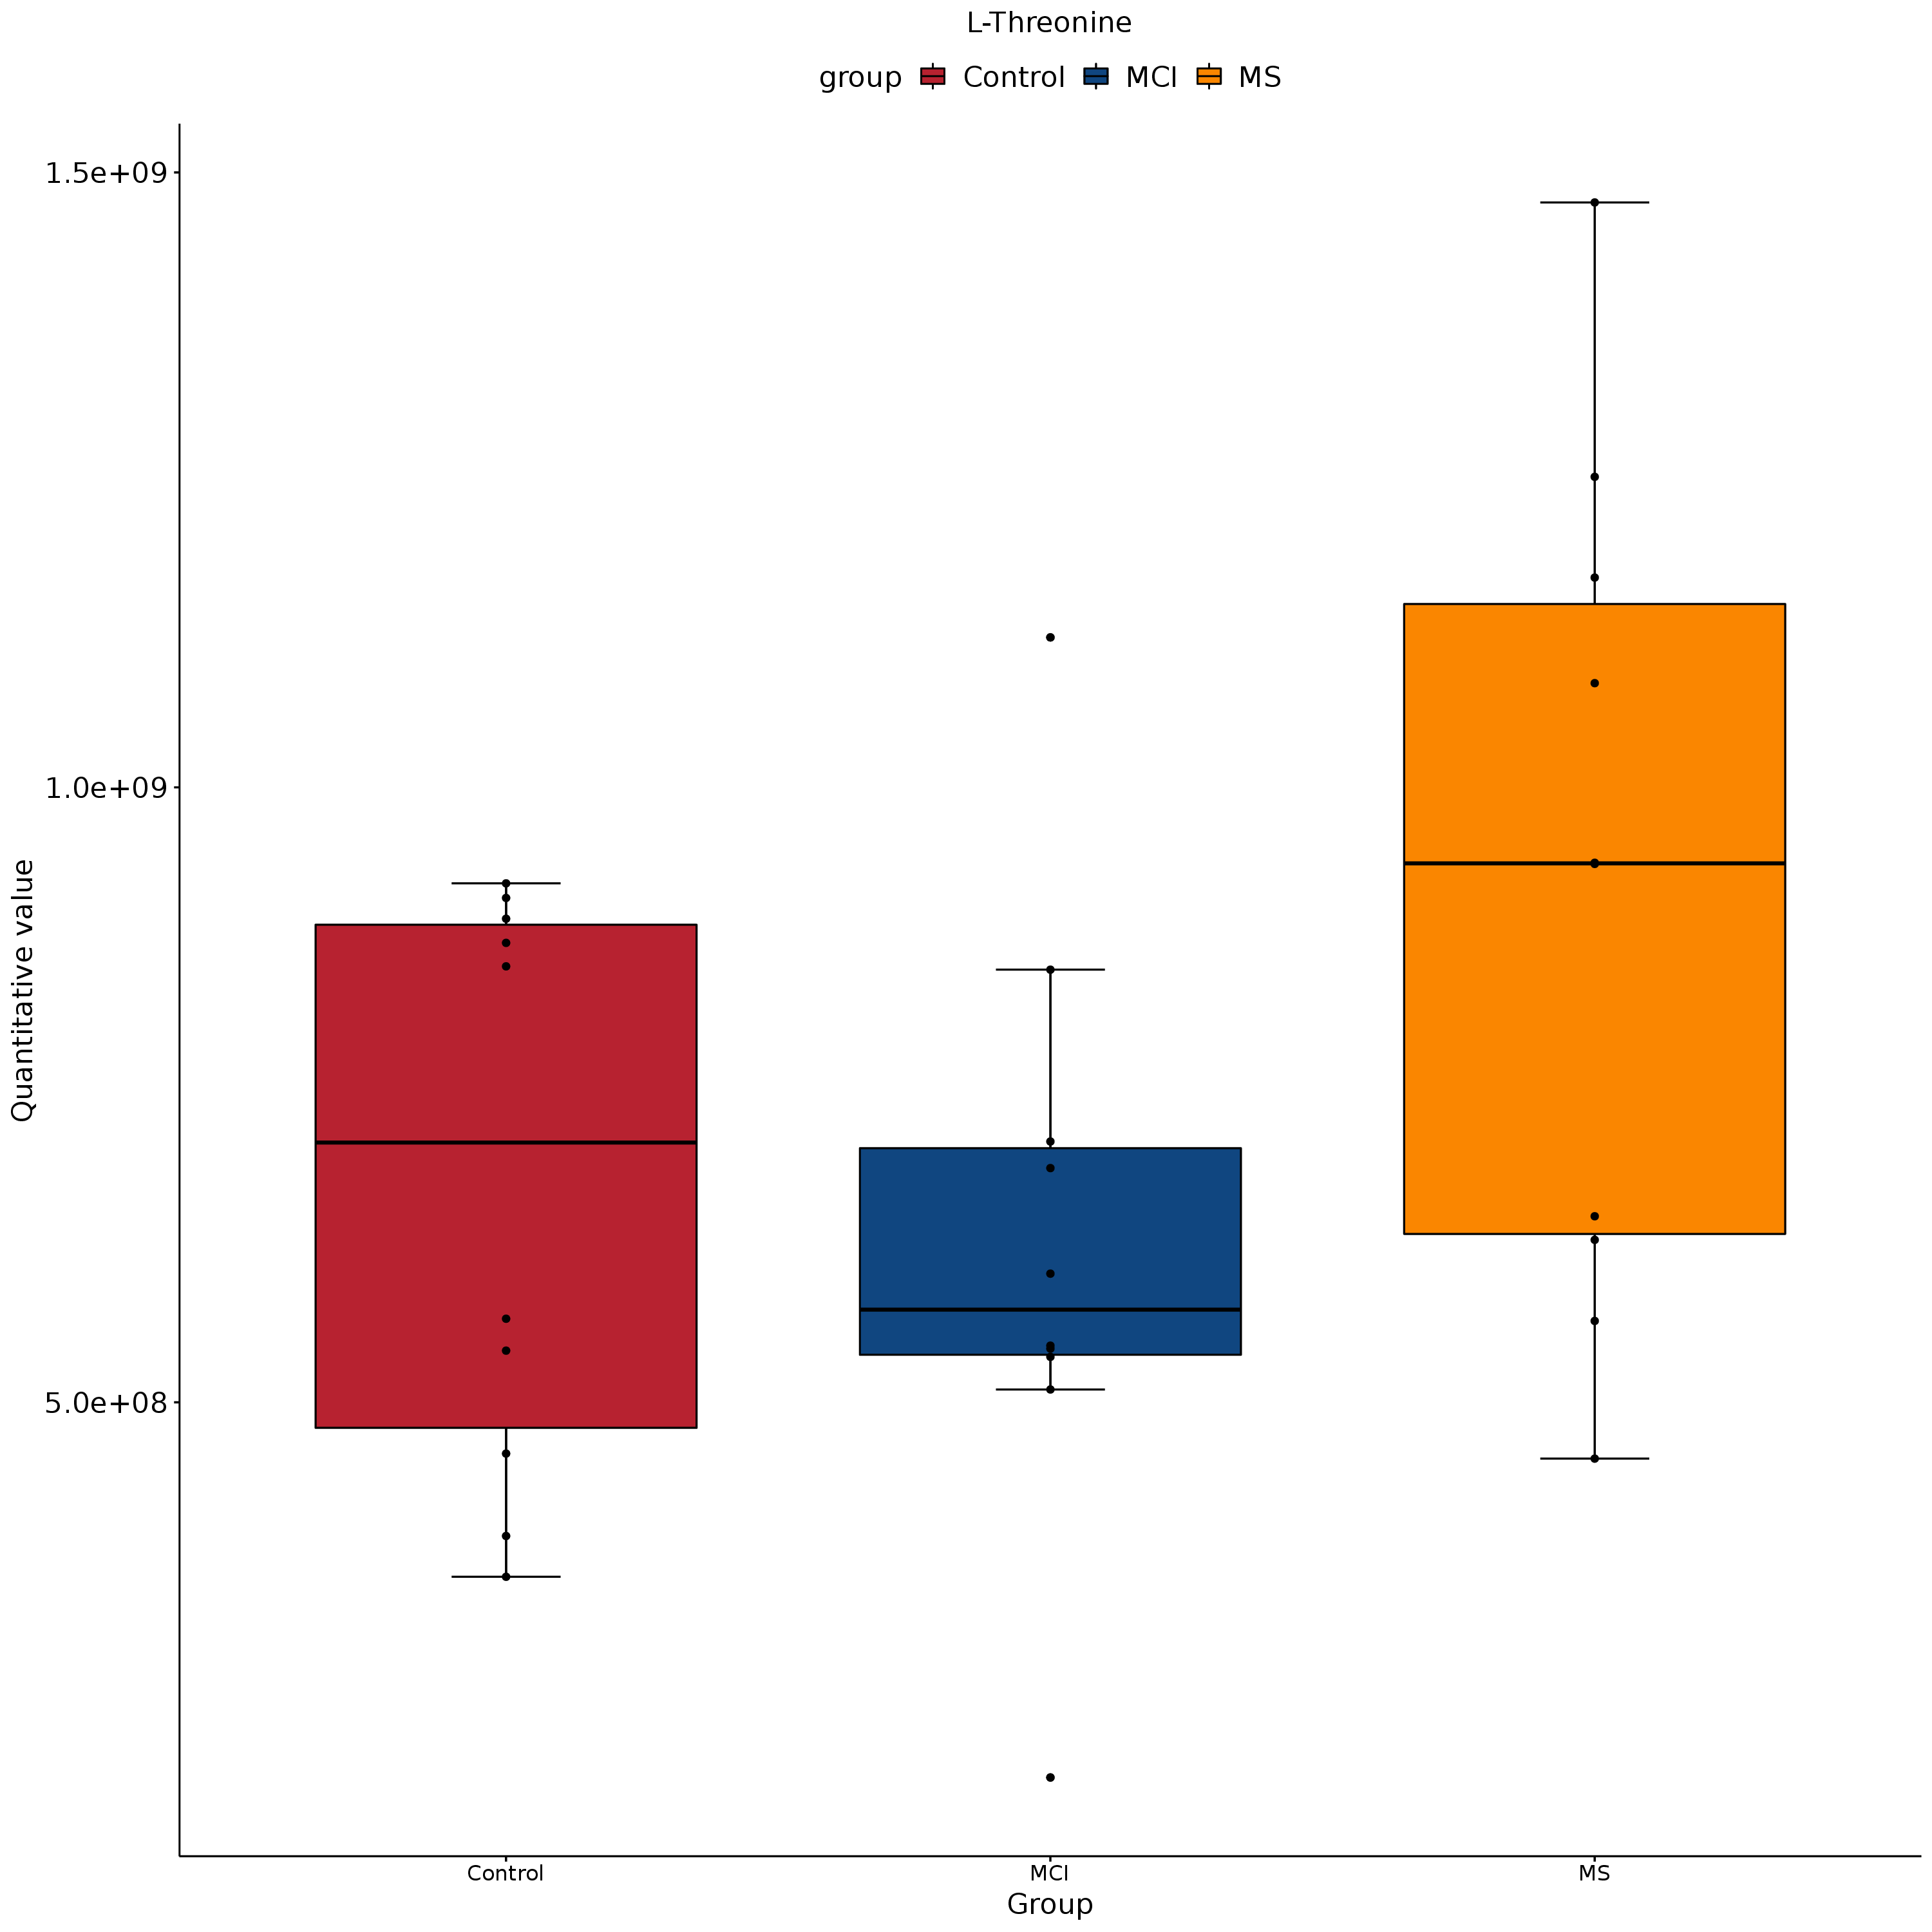 L-Threonine
group Control MCI MS
1.5e+09
1.0e+09
5.0e+08
Quantitative value
Control MCI MS
Group